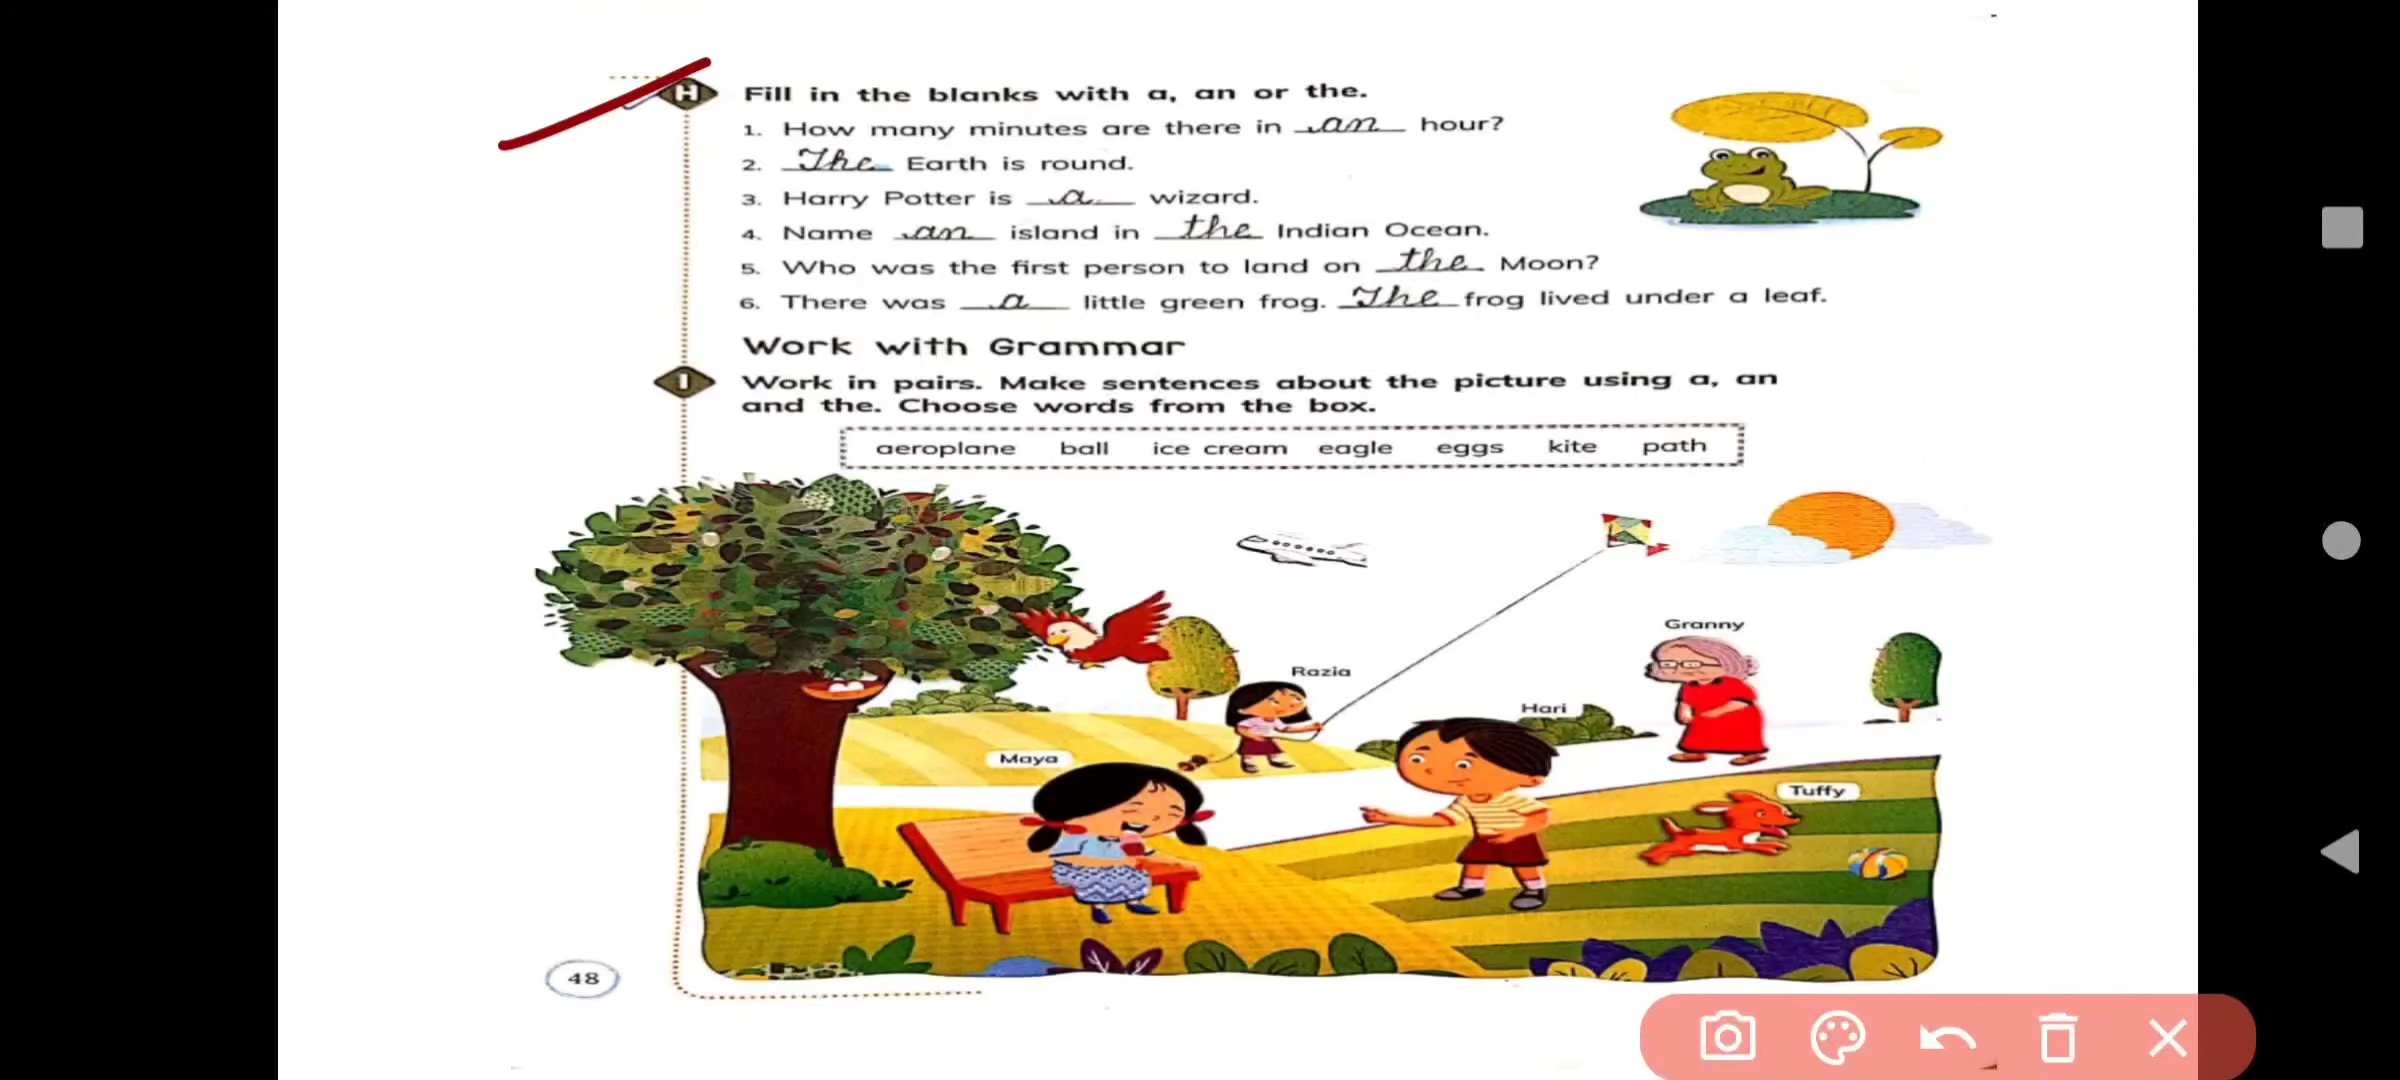 H Fill in the blanks with a, an or the.
1. How many minutes are there in an hour?
2. The Earth is round.
3. Harry Potter is a wizard.
4. Name an island in the Indian Ocean.
5. Who was the first person to land on the Moon?
6. There was a little green frog. The frog lived under a leaf.
Work with Grammar
I Work in pairs. Make sentences about the picture using a, an
and the. Choose words from the box.
aeroplane ball ice cream eagle eggs kite path
Granny
Razia
Hari
Maya
Tuffy
48